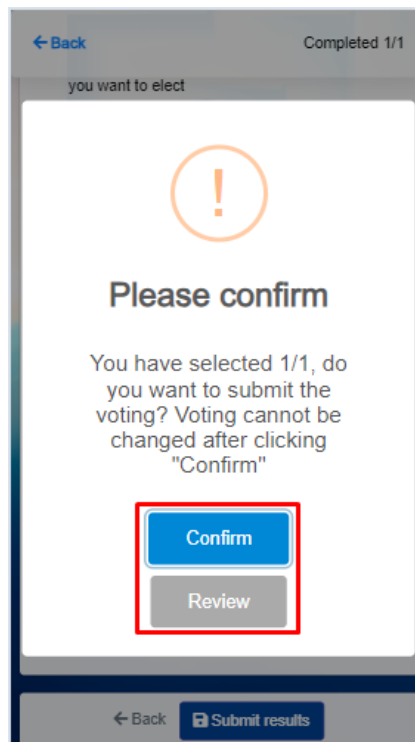 Back
Completed 1/1
you want to elect
!
Please confirm
You have selected 1/1, do
you want to submit the
voting? Voting cannot be
changed after clicking
"Confirm"
Confirm
Review
Back
Submit results